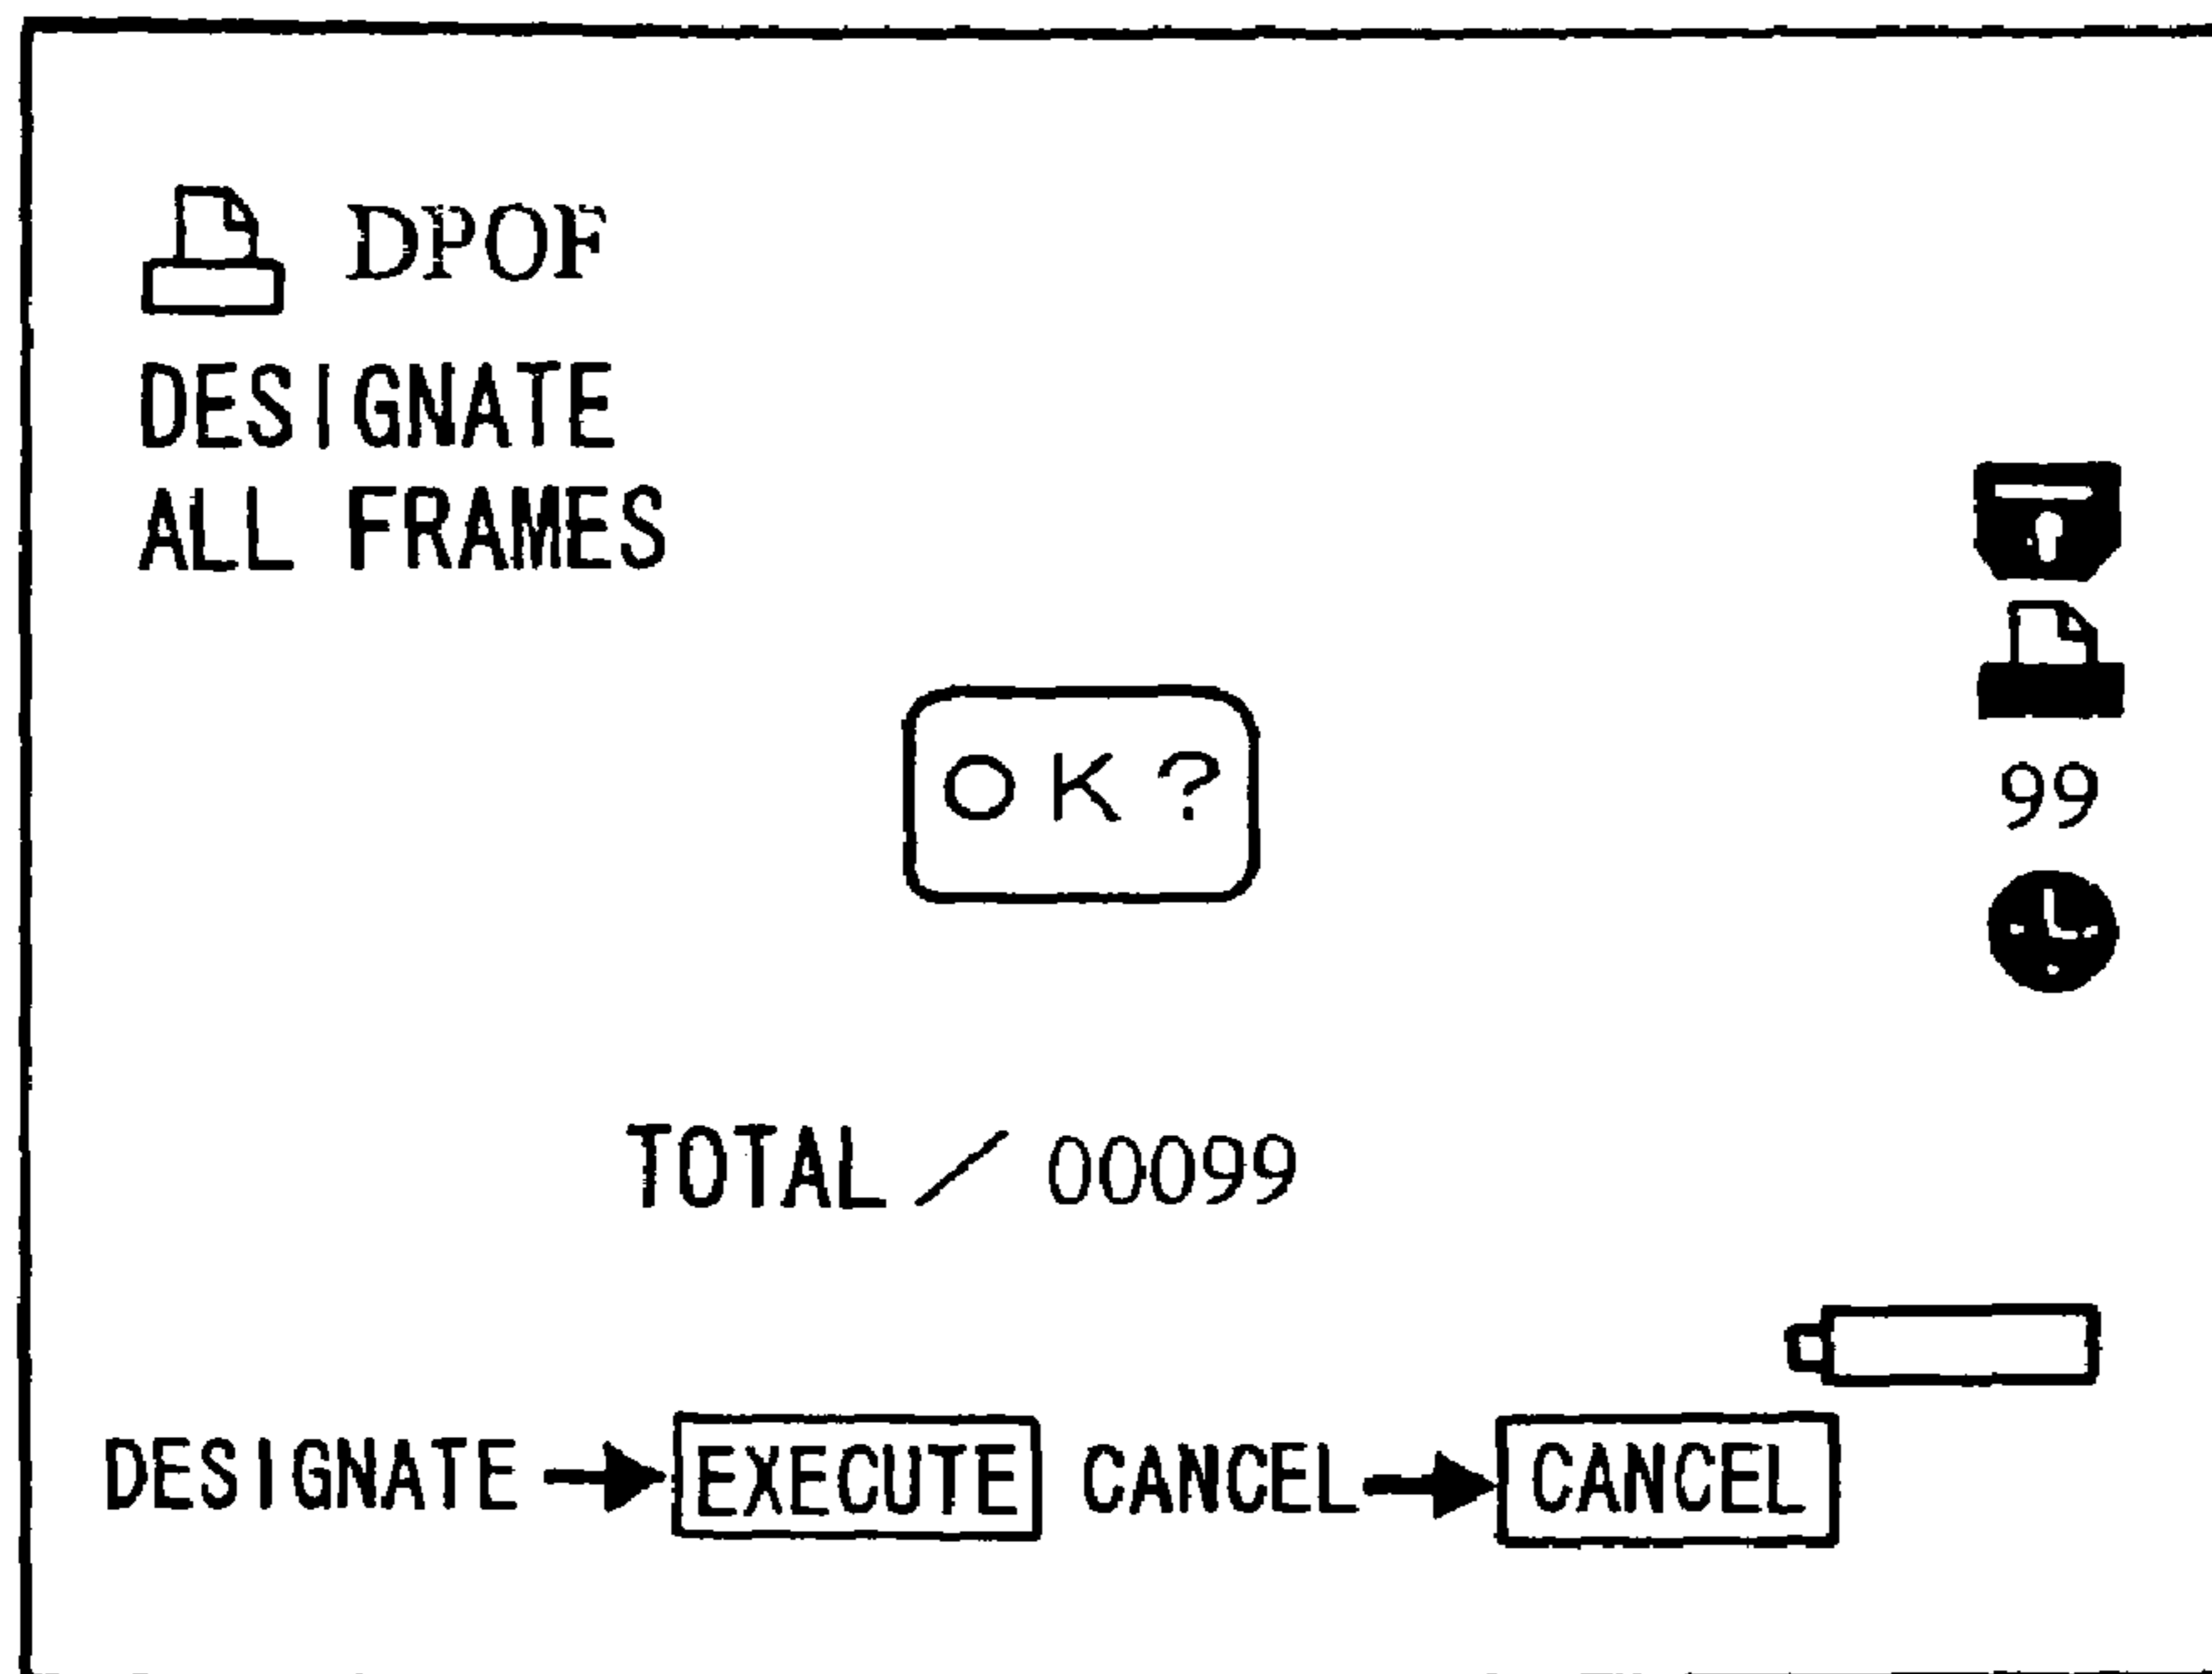 DPOF
DESIGNATE
ALL FRAMES
OK?
99
TOTAL / 00099
DESIGNATE → EXECUTE CANCEL → CANCEL